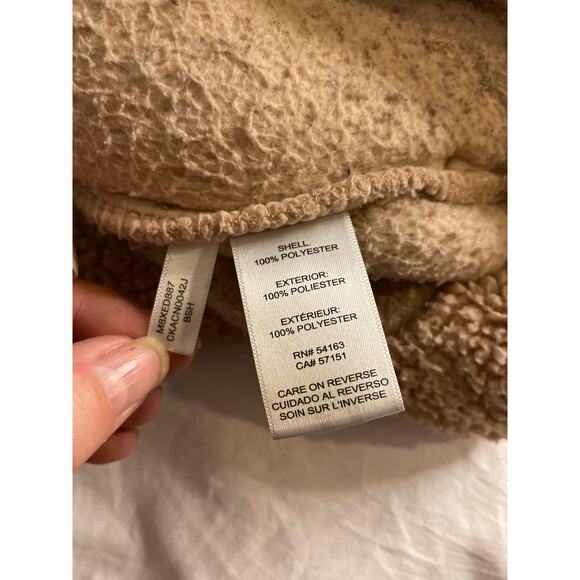 M8XED887
CKACN0042J
BSH
SHELL:
100% POLYESTER
EXTERIOR:
100% POLIESTER
EXTÉRIEUR:
100% POLYESTER
RN# 54163
CA# 57151
CARE ON REVERSE
CUIDADO AL REVERSO
SOIN SUR L'INVERSE